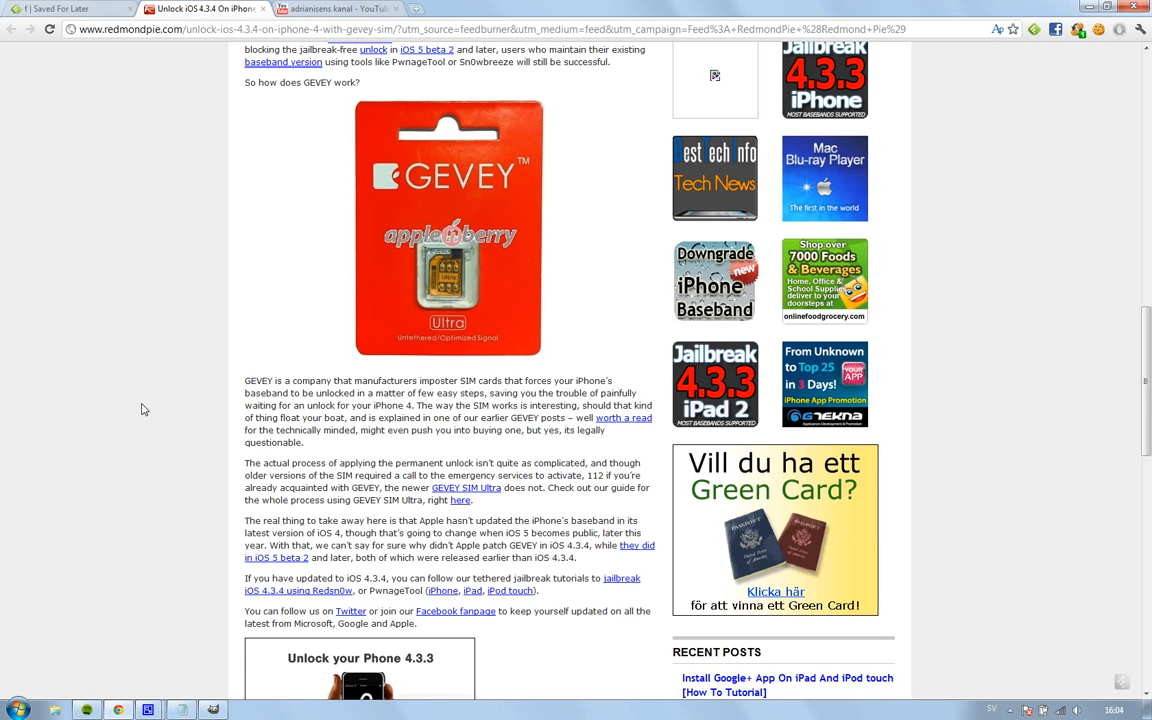 f | Saved For Later
Unlock iOS 4.3.4 On iPhone
adrianisens kanal - YouTu
www.redmondpie.com/unlock-ios-4.3.4-on-iphone-4-with-gevey-sim/?utm_source=feedburner&utm_medium=feed&utm_campaign=Feed%3A+RedmondPie+%28Redmond+Pie%29
blocking the jailbreak-free unlock in iOS 5 beta 2 and later, users who maintain their existing
baseband version using tools like PwnageTool or Sn0wbreeze will still be successful.
So how does GEVEY work?
GEVEY™
apple n berry
Ultra
Ultra
Untethered/Optimized Signal
GEVEY is a company that manufacturers imposter SIM cards that forces your iPhone's
baseband to be unlocked in a matter of few easy steps, saving you the trouble of painfully
waiting for an unlock for your iPhone 4. The way the SIM works is interesting, should that kind
of thing float your boat, and is explained in one of our earlier GEVEY posts – well worth a read
for the technically minded, might even push you into buying one, but yes, its legally
questionable.
The actual process of applying the permanent unlock isn't quite as complicated, and though
older versions of the SIM required a call to the emergency services to activate, 112 if you're
already acquainted with GEVEY, the newer GEVEY SIM Ultra does not. Check out our guide for
the whole process using GEVEY SIM Ultra, right here.
The real thing to take away here is that Apple hasn't updated the iPhone's baseband in its
latest version of iOS 4, though that's going to change when iOS 5 becomes public, later this
year. With that, we can't say for sure why didn't Apple patch GEVEY in iOS 4.3.4, while they did
in iOS 5 beta 2 and later, both of which were released earlier than iOS 4.3.4.
If you have updated to iOS 4.3.4, you can follow our tethered jailbreak tutorials to jailbreak
iOS 4.3.4 using Redsn0w, or PwnageTool (iPhone, iPad, iPod touch).
You can follow us on Twitter or join our Facebook fanpage to keep yourself updated on all the
latest from Microsoft, Google and Apple.
Unlock your Phone 4.3.3
Jailbreak
4.3.3
iPhone
MOST BASEBANDS SUPPORTED
Best Tech Info
Tech News
Mac
Blu-ray Player
The first in the world
Downgrade
new
iPhone
Baseband
Shop over
7000 Foods
& Beverages
Home, Office &
School Supplies
deliver to your
doorsteps at
onlinefoodgrocery.com
Jailbreak
4.3.3
iPad 2
MOST BASEBANDS SUPPORTED
From Unknown
to Top 25
in 3 Days!
YOUR
APP
iPhone App Promotion
GTEKNA
Vill du ha ett
Green Card?
PASSPORT
PASSPORT
Klicka här
för att vinna ett Green Card!
RECENT POSTS
Install Google+ App On iPad And iPod touch
[How To Tutorial]
SV
16:04